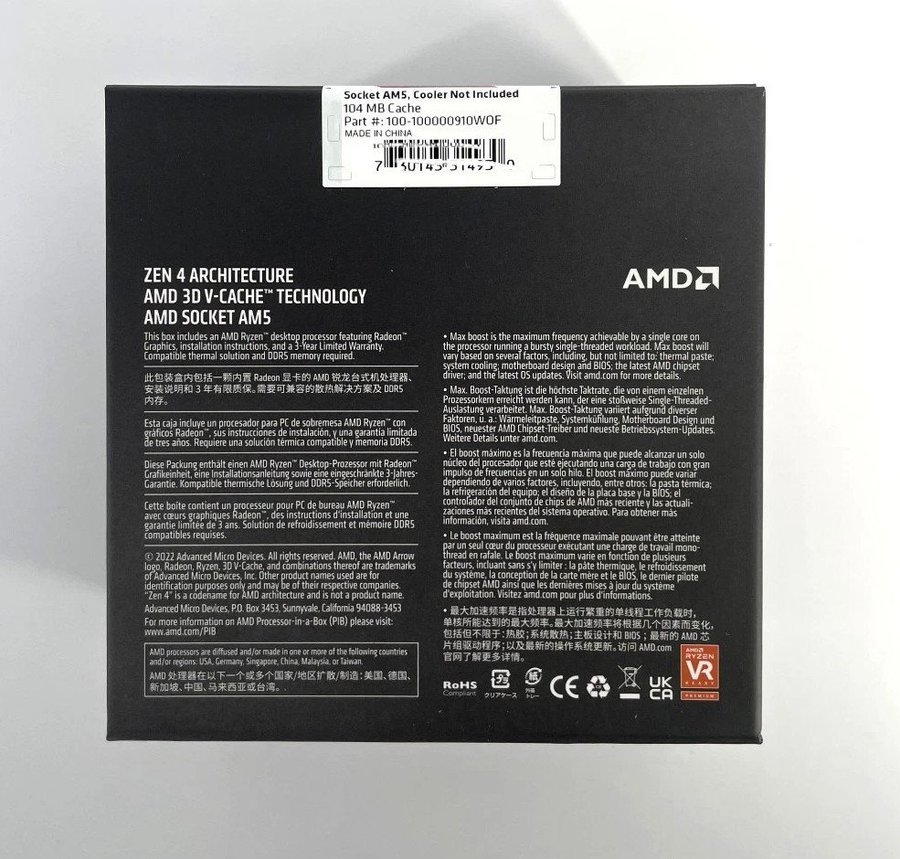 Socket AM5, Cooler Not Included
104 MB Cache
Part #: 100-100000910WOF
MADE IN CHINA
ZEN 4 ARCHITECTURE
AMD 3D V-CACHE™ TECHNOLOGY
AMD SOCKET AM5
This box includes an AMD Ryzen™ desktop processor featuring Radeon™
Graphics, installation instructions, and a 3-Year Limited Warranty.
Compatible thermal solution and DDR5 memory required.
此包装盒内包括一颗内置 Radeon 显卡的 AMD 锐龙台式机处理器、
安装说明和 3 年有限质保。需要可兼容的散热解决方案及 DDR5
内存。
Esta caja incluye un procesador para PC de sobremesa AMD Ryzen™ con
gráficos Radeon™, sus instrucciones de instalación, y una garantía limitada
de tres años. Requiere una solución térmica compatible y memoria DDR5.
Diese Packung enthält einen AMD Ryzen™ Desktop-Prozessor mit Radeon™
Grafikeinheit, eine Installationsanleitung sowie eine eingeschränkte 3-Jahres-
Garantie. Kompatible thermische Lösung und DDR5-Speicher erforderlich.
Cette boîte contient un processeur pour PC de bureau AMD Ryzen™
avec cœurs graphiques Radeon™, des instructions d'installation et une
garantie limitée de 3 ans. Solution de refroidissement et mémoire DDR5
compatibles requises.
© 2022 Advanced Micro Devices. All rights reserved. AMD, the AMD Arrow
logo, Radeon, Ryzen, 3D V-Cache, and combinations thereof are trademarks
of Advanced Micro Devices, Inc. Other product names used are for
identification purposes only and may be of their respective companies.
"Zen 4" is a codename for AMD architecture and is not a product name.
Advanced Micro Devices, P.O. Box 3453, Sunnyvale, California 94088-3453
For more information on AMD Processor-in-a-Box (PIB) please visit:
www.amd.com/PIB
AMD processors are diffused and/or made in one or more of the following countries
and/or regions: USA, Germany, Singapore, China, Malaysia, or Taiwan.
AMD 处理器在以下一个或多个国家/地区扩散/制造：美国、德国、
新加坡、中国、马来西亚或台湾。.
AMD
• Max boost is the maximum frequency achievable by a single core on
the processor running a bursty single-threaded workload. Max boost will
vary based on several factors, including, but not limited to: thermal paste;
system cooling; motherboard design and BIOS; the latest AMD chipset
driver; and the latest OS updates. Visit amd.com for more details.
• Max. Boost-Taktung ist die höchste Taktrate, die von einem einzelnen
Prozessorkern erreicht werden kann, der eine stoßweise Single-Threaded-
Auslastung verarbeitet. Max. Boost-Taktung variiert aufgrund diverser
Faktoren, u. a.: Wärmeleitpaste, Systemkühlung, Motherboard Design und
BIOS, neuester AMD Chipset-Treiber und neueste Betriebssystem-Updates.
Weitere Details unter amd.com.
• El boost máximo es la frecuencia máxima que puede alcanzar un solo
núcleo del procesador que esté ejecutando una carga de trabajo con gran
impulso de frecuencias en un solo hilo. El boost máximo puede variar
dependiendo de varios factores, incluyendo, entre otros: la pasta térmica;
la refrigeración del equipo; el diseño de la placa base y la BIOS; el
controlador del conjunto de chips de AMD más reciente y las actuali-
zaciones más recientes del sistema operativo. Para obtener más
información, visita amd.com.
• Le boost maximum est la fréquence maximale pouvant être atteinte
par un seul cœur du processeur exécutant une charge de travail mono-
thread en rafale. Le boost maximum varie en fonction de plusieurs
facteurs, incluant sans s'y limiter : la pâte thermique, le refroidissement
du système, la conception de la carte mère et le BIOS, le dernier pilote
de chipset AMD ainsi que les dernières mises à jour du système
d'exploitation. Visitez amd.com pour plus d'informations.
• 最大加速频率是指处理器上运行繁重的单线程工作负载时,
单核所能达到的最大频率。最大加速频率将根据几个因素而变化,
包括但不限于: 热胶; 系统散热; 主板设计和 BIOS ; 最新的 AMD 芯
片组驱动程序; 以及最新的操作系统更新。访问 AMD.com
官网了解更多详情。
RoHS
Compliant
クリアケース
紙
外箱
トレー
CE
UK
CA
AMD
RYZEN
VR
READY
PREMIUM